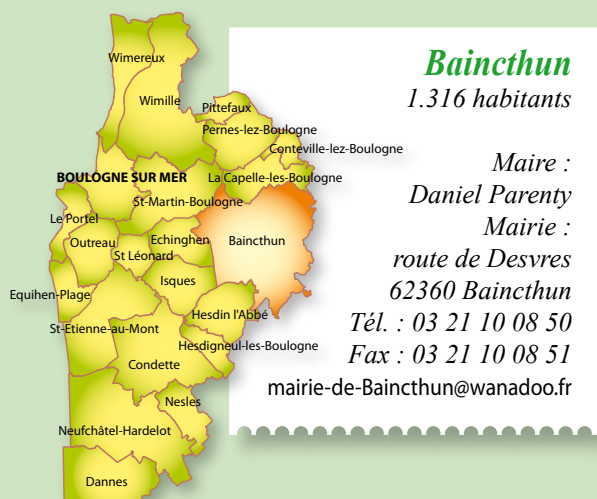 Wimereux
Wimille
Pittefaux
Pernes-lez-Boulogne
Conteville-lez-Boulogne
BOULOGNE SUR MER
La Capelle-les-Boulogne
St-Martin-Boulogne
Le Portel
Outreau
St Léonard
Echinghen
Baincthun
Isques
Equihen-Plage
Hesdin l'Abbé
St-Etienne-au-Mont
Hesdigneul-les-Boulogne
Condette
Nesles
Neufchâtel-Hardelot
Dannes
Baincthun
1.316 habitants
Maire :
Daniel Parenty
Mairie :
route de Desvres
62360 Baincthun
Tél. : 03 21 10 08 50
Fax : 03 21 10 08 51
mairie-de-Baincthun@wanadoo.fr